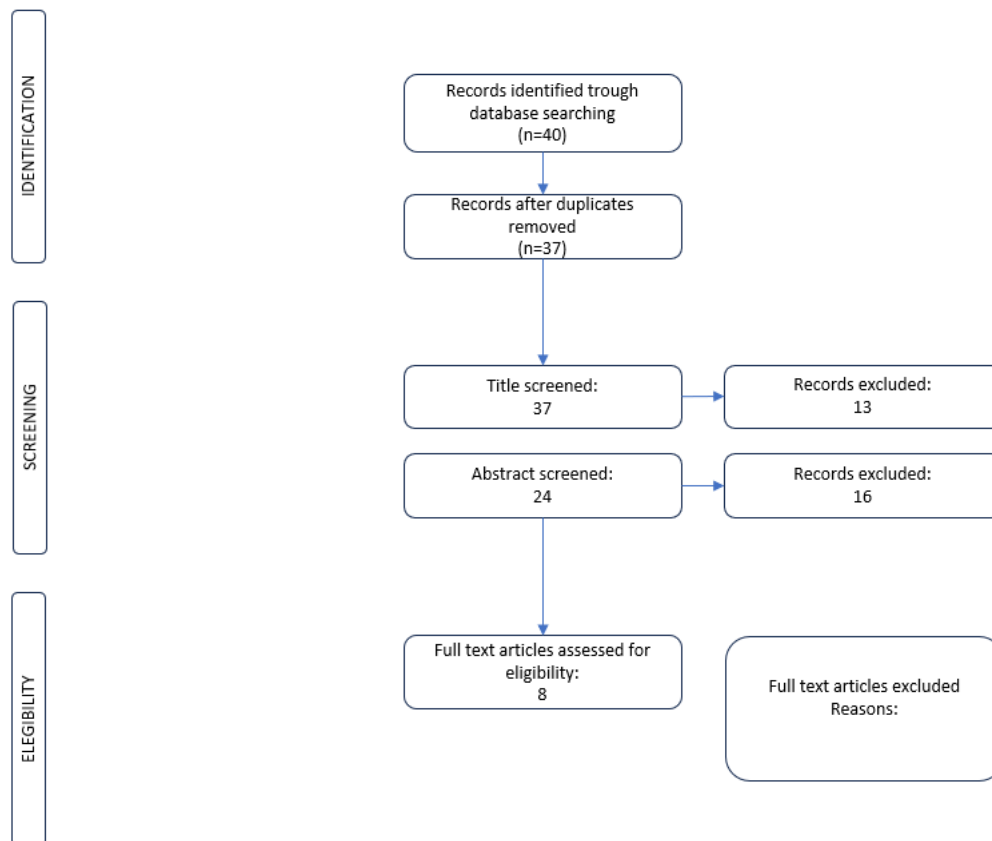 IDENTIFICATION
Records identified trough
database searching
(n=40)
Records after duplicates
removed
(n=37)
SCREENING
Title screened:
37
Records excluded:
13
Abstract screened:
24
Records excluded:
16
ELEGIBILITY
Full text articles assessed for
eligibility:
8
Full text articles excluded
Reasons: